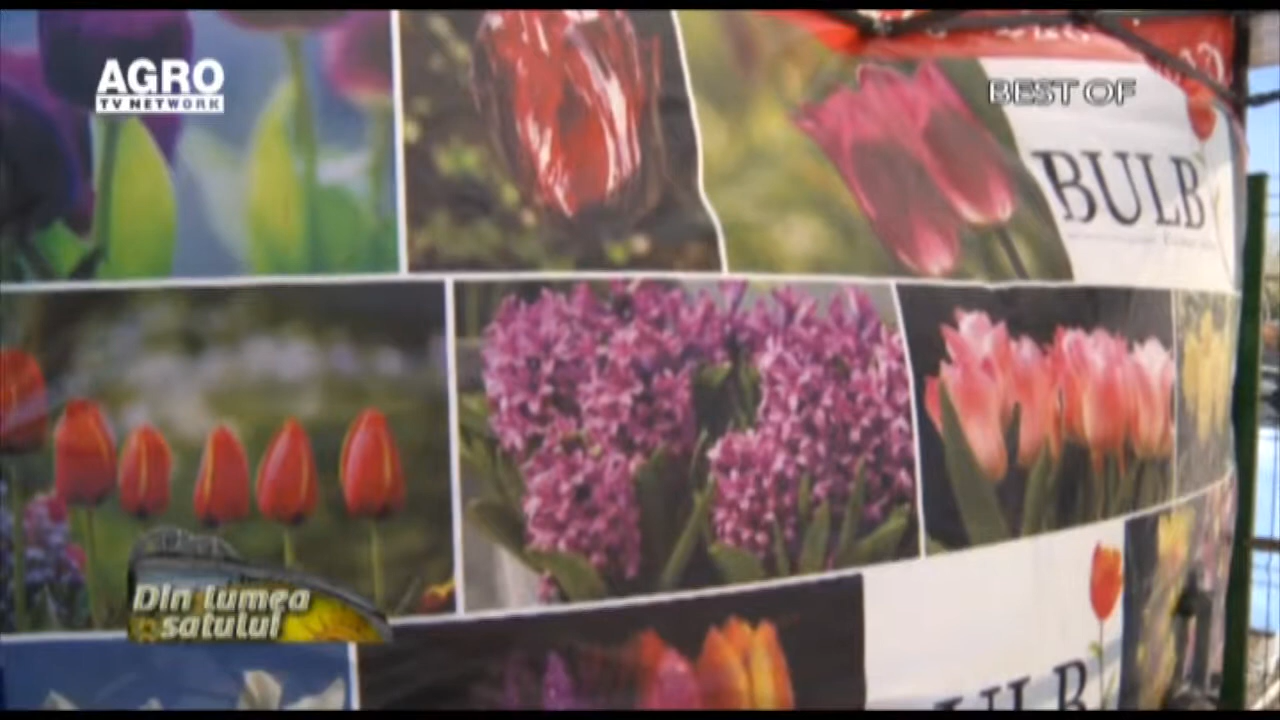 AGRO
TV NETWORK
BEST OF
BULB
Din lumea
satului